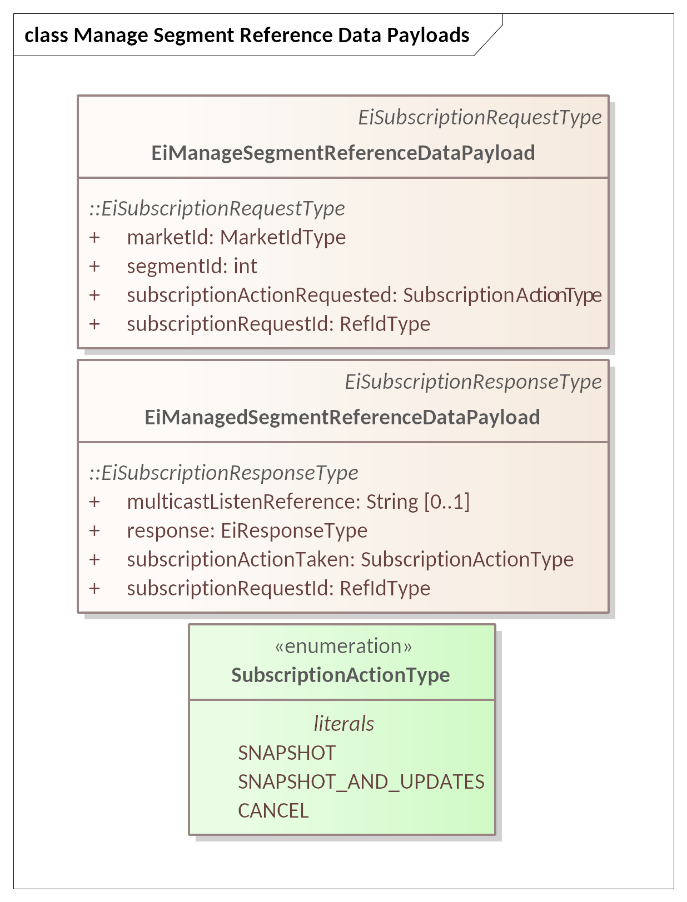 class Manage Segment Reference Data Payloads
EiSubscriptionRequestType
EiManageSegmentReferenceDataPayload
::EiSubscriptionRequestType
+ marketId: MarketIdType
+ segmentId: int
+ subscriptionActionRequested: SubscriptionActionType
+ subscriptionRequestId: RefIdType
EiSubscriptionResponseType
EiManagedSegmentReferenceDataPayload
::EiSubscriptionResponseType
+ multicastListenReference: String [0..1]
+ response: EiResponseType
+ subscriptionActionTaken: SubscriptionActionType
+ subscriptionRequestId: RefIdType
«enumeration»
SubscriptionActionType
literals
SNAPSHOT
SNAPSHOT_AND_UPDATES
CANCEL